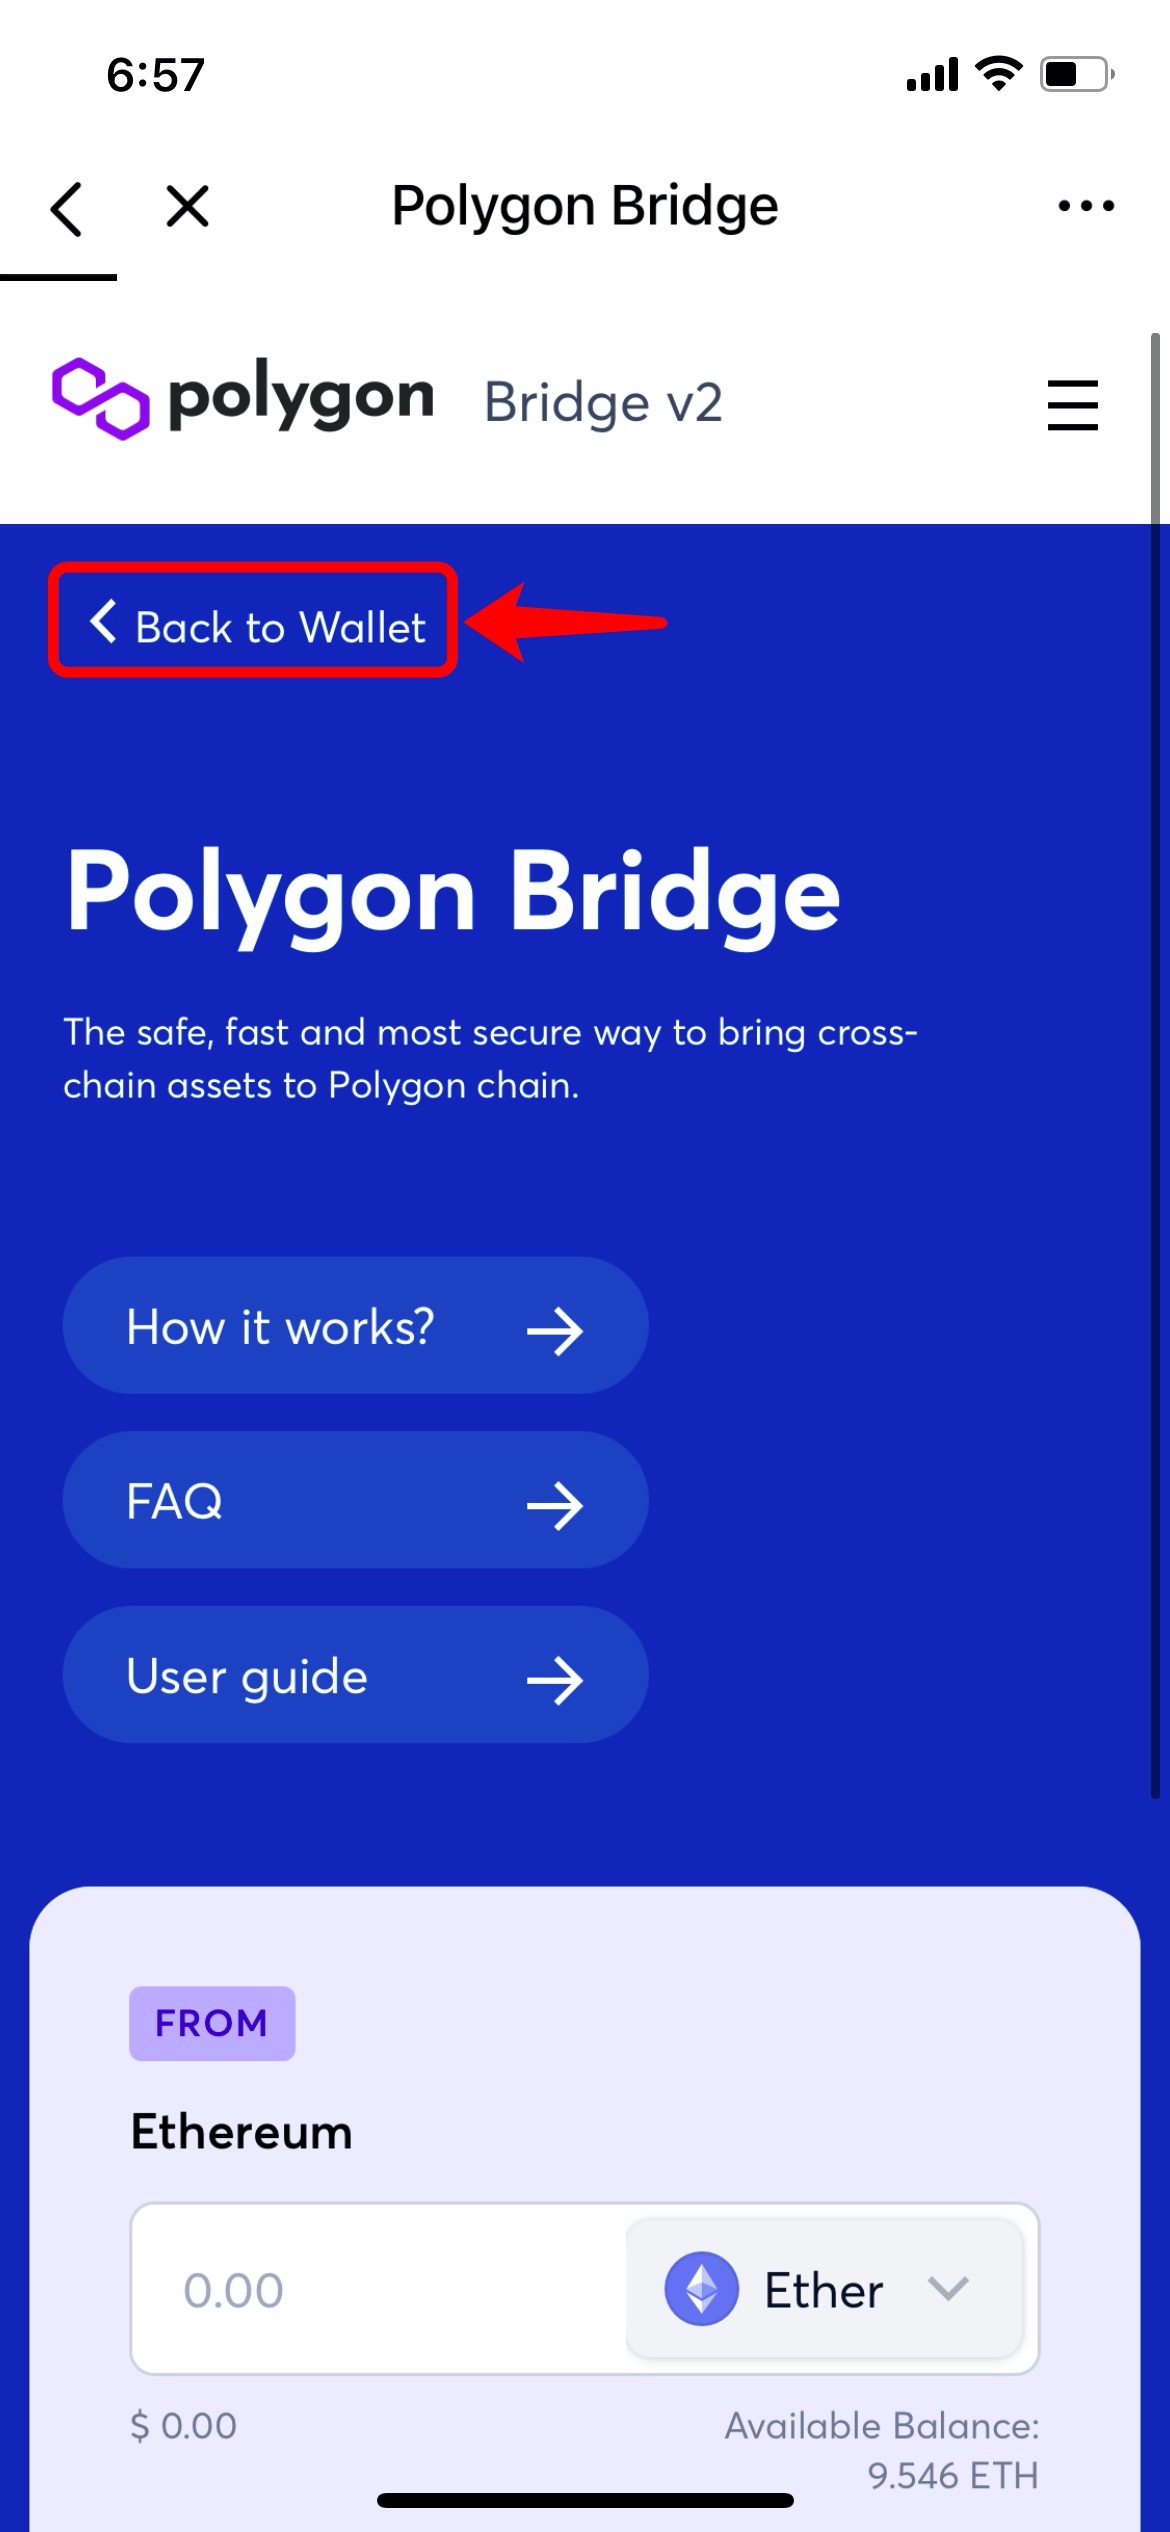 6:57
Polygon Bridge
polygon Bridge v2
Back to Wallet
Polygon Bridge
The safe, fast and most secure way to bring cross-
chain assets to Polygon chain.
How it works?
FAQ
User guide
FROM
Ethereum
0.00 Ether
$ 0.00 Available Balance:
9.546 ETH